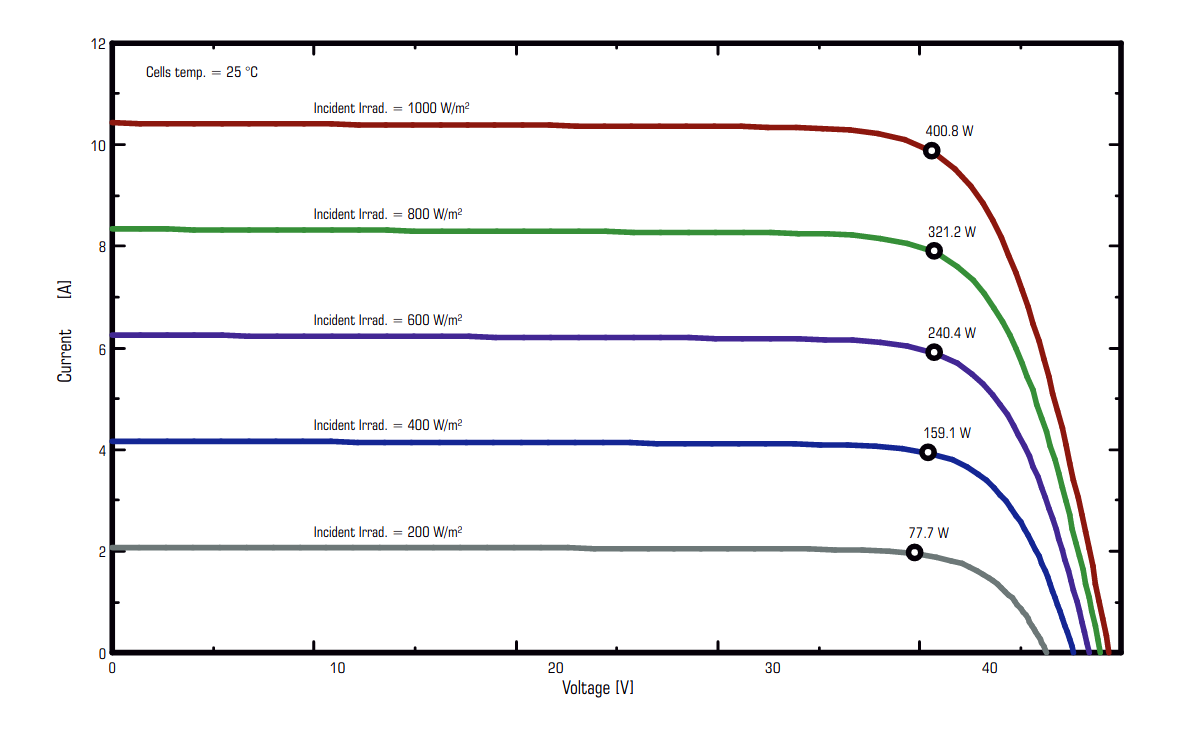 12
Cells temp. = 25 °C
Incident Irrad. = 1000 W/m²
400.8 W
10
Incident Irrad. = 800 W/m²
321.2 W
8
Current [A]
Incident Irrad. = 600 W/m²
240.4 W
6
Incident Irrad. = 400 W/m²
159.1 W
4
Incident Irrad. = 200 W/m²
77.7 W
2
0
0 10 20 30 40
Voltage [V]